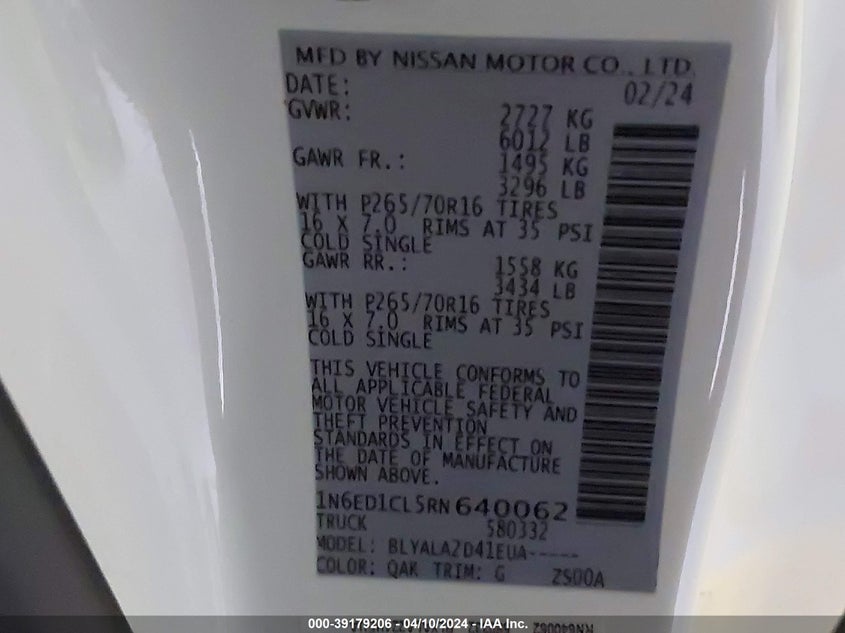 MFD BY NISSAN MOTOR CO., LTD.
DATE: 02/24
GVWR: 2727 KG
6012 LB
GAWR FR.: 1495 KG
3296 LB
WITH P265/70R16 TIRES
16 X 7.0 RIMS AT 35 PSI
COLD SINGLE
GAWR RR.: 1558 KG
3434 LB
WITH P265/70R16 TIRES
16 X 7.0 RIMS AT 35 PSI
COLD SINGLE
THIS VEHICLE CONFORMS TO
ALL APPLICABLE FEDERAL
MOTOR VEHICLE SAFETY AND
THEFT PREVENTION
STANDARDS IN EFFECT ON
THE DATE OF MANUFACTURE
SHOWN ABOVE.
1N6ED1CL5RN640062
TRUCK 580332
MODEL: BLYALAZD41EUA-----
COLOR: QAK TRIM: G ZS00A
000-39179206 - 04/10/2024 - IAA Inc.